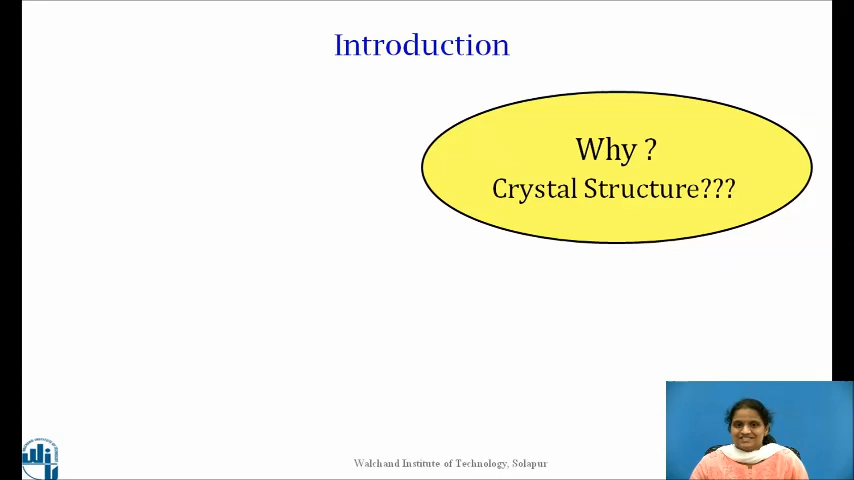 Introduction
Why ?
Crystal Structure???
Walchand Institute of Technology, Solapur